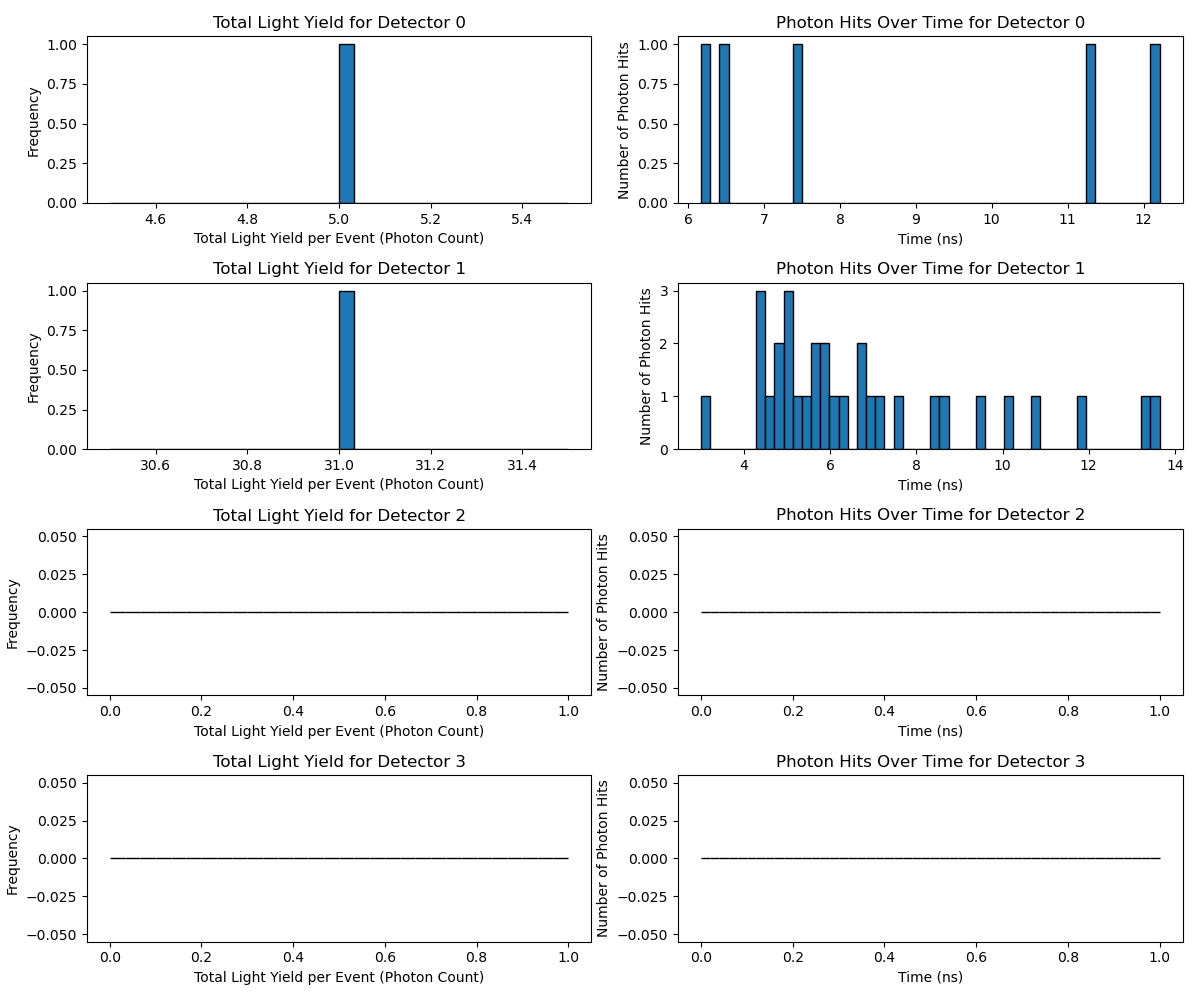 Total Light Yield for Detector 0
Frequency
1.00
0.75
0.50
0.25
0.00
4.6 4.8 5.0 5.2 5.4
Total Light Yield per Event (Photon Count)
Photon Hits Over Time for Detector 0
Number of Photon Hits
1.00
0.75
0.50
0.25
0.00
6 7 8 9 10 11 12
Time (ns)
Total Light Yield for Detector 1
Frequency
1.00
0.75
0.50
0.25
0.00
30.6 30.8 31.0 31.2 31.4
Total Light Yield per Event (Photon Count)
Photon Hits Over Time for Detector 1
Number of Photon Hits
3
2
1
0
4 6 8 10 12 14
Time (ns)
Total Light Yield for Detector 2
Frequency
0.050
0.025
0.000
−0.025
−0.050
0.0 0.2 0.4 0.6 0.8 1.0
Total Light Yield per Event (Photon Count)
Photon Hits Over Time for Detector 2
Number of Photon Hits
0.050
0.025
0.000
−0.025
−0.050
0.0 0.2 0.4 0.6 0.8 1.0
Time (ns)
Total Light Yield for Detector 3
Frequency
0.050
0.025
0.000
−0.025
−0.050
0.0 0.2 0.4 0.6 0.8 1.0
Total Light Yield per Event (Photon Count)
Photon Hits Over Time for Detector 3
Number of Photon Hits
0.050
0.025
0.000
−0.025
−0.050
0.0 0.2 0.4 0.6 0.8 1.0
Time (ns)